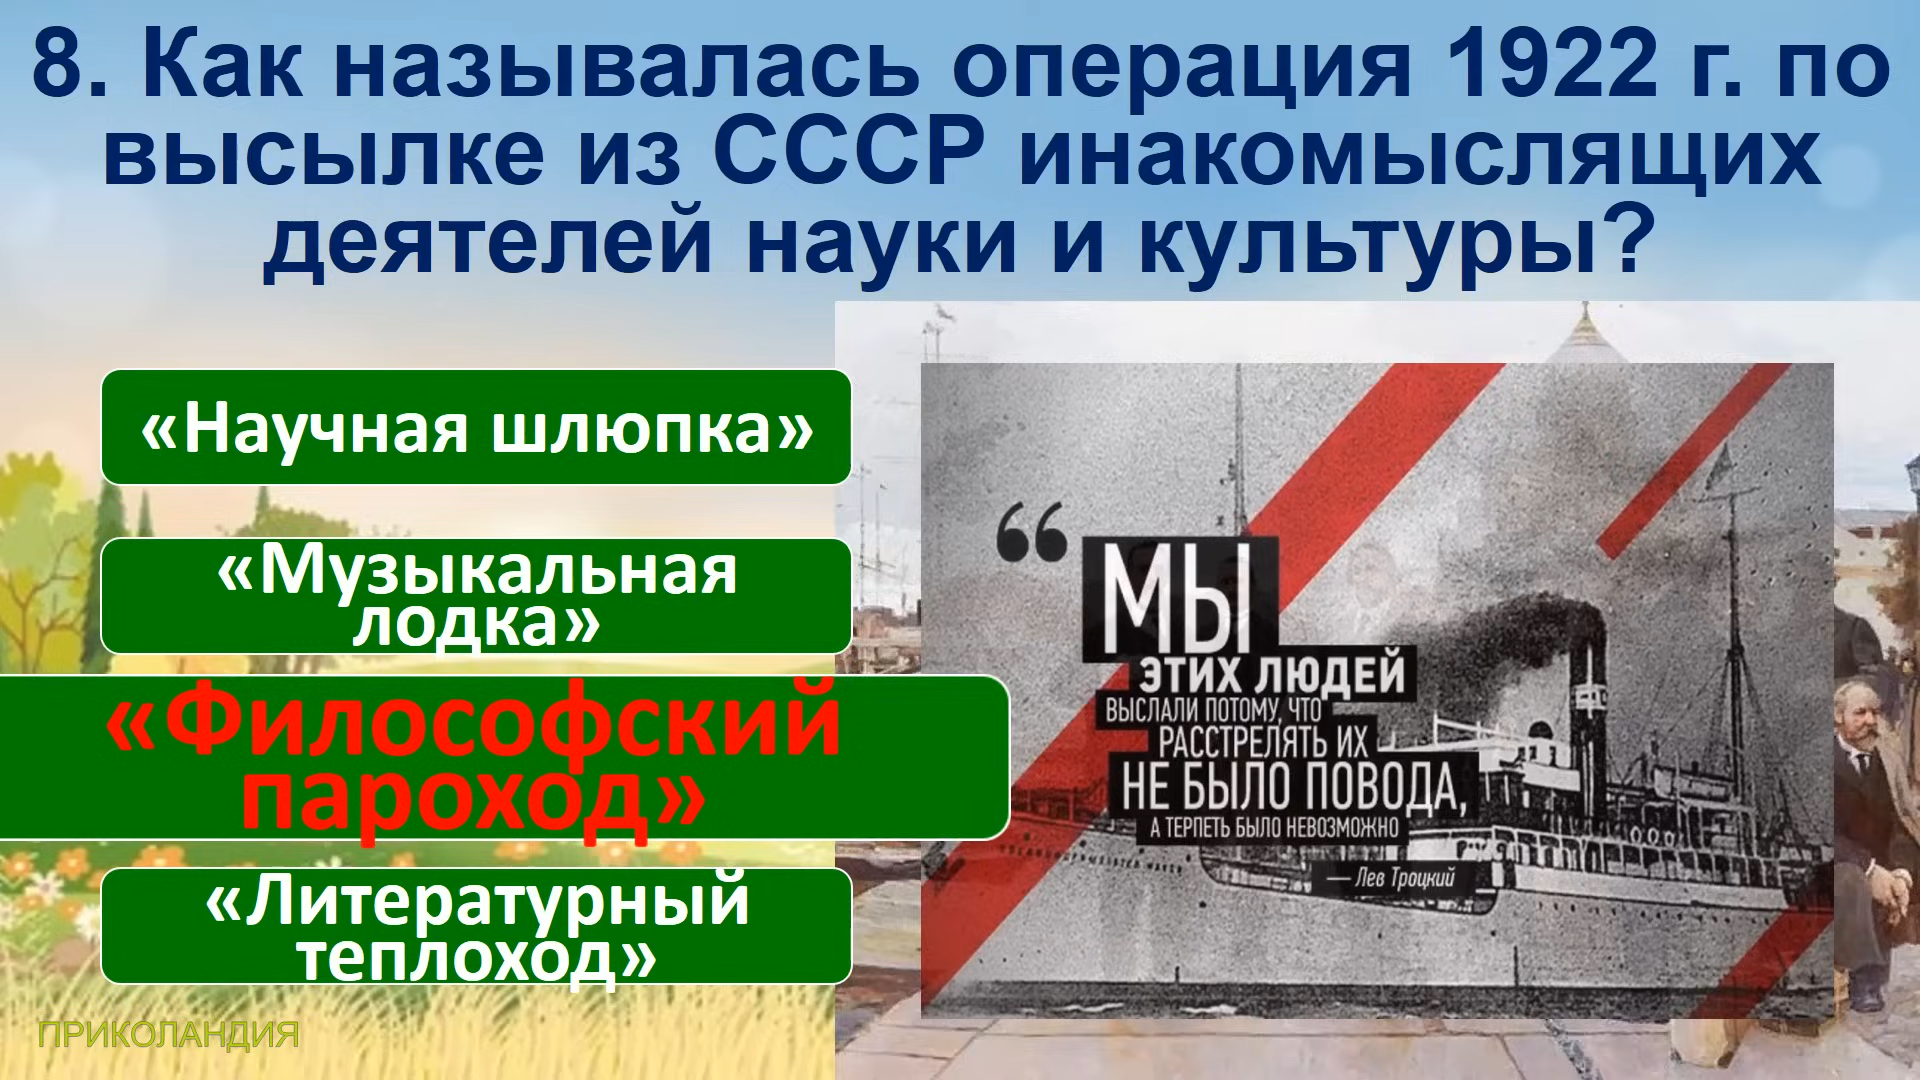 8. Как называлась операция 1922 г. по
высылке из СССР инакомыслящих
деятелей науки и культуры?
«Научная шлюпка»
«Музыкальная
лодка»
«Философский
пароход»
«Литературный
теплоход»
“
МЫ
ЭТИХ ЛЮДЕЙ
ВЫСЛАЛИ ПОТОМУ, ЧТО
РАССТРЕЛЯТЬ ИХ
НЕ БЫЛО ПОВОДА,
А ТЕРПЕТЬ БЫЛО НЕВОЗМОЖНО
— Лев Троцкий
ПРИКОЛАНДИЯ